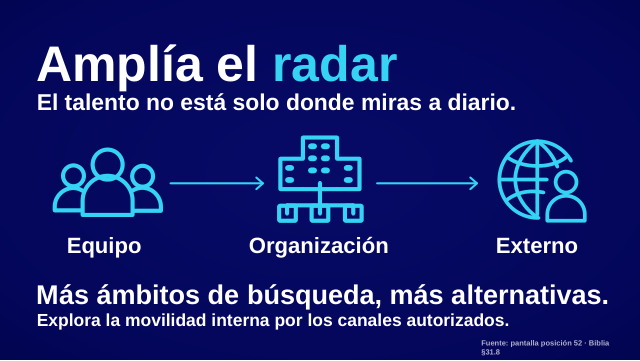 Amplía el radar
El talento no está solo donde miras a diario.
Equipo
Organización
Externo
Más ámbitos de búsqueda, más alternativas.
Explora la movilidad interna por los canales autorizados.
Fuente: pantalla posición 52 · Biblia
§31.8